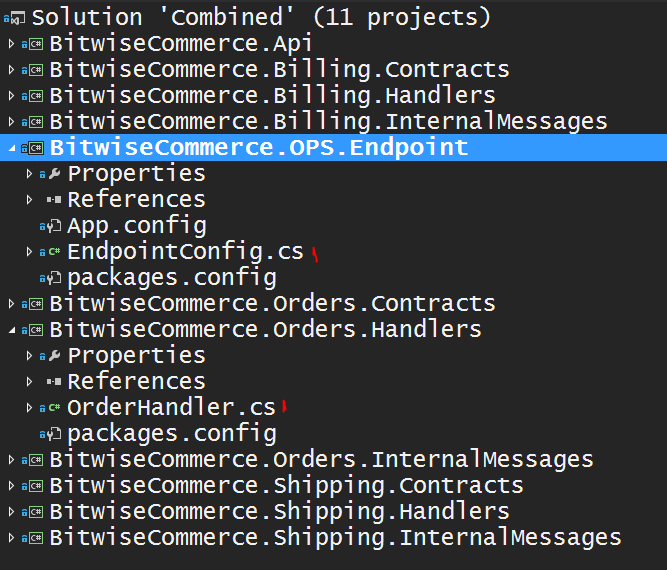 Solution 'Combined' (11 projects)
BitwiseCommerce.Api
BitwiseCommerce.Billing.Contracts
BitwiseCommerce.Billing.Handlers
BitwiseCommerce.Billing.InternalMessages
BitwiseCommerce.OPS.Endpoint
Properties
References
App.config
EndpointConfig.cs
packages.config
BitwiseCommerce.Orders.Contracts
BitwiseCommerce.Orders.Handlers
Properties
References
OrderHandler.cs
packages.config
BitwiseCommerce.Orders.InternalMessages
BitwiseCommerce.Shipping.Contracts
BitwiseCommerce.Shipping.Handlers
BitwiseCommerce.Shipping.InternalMessages